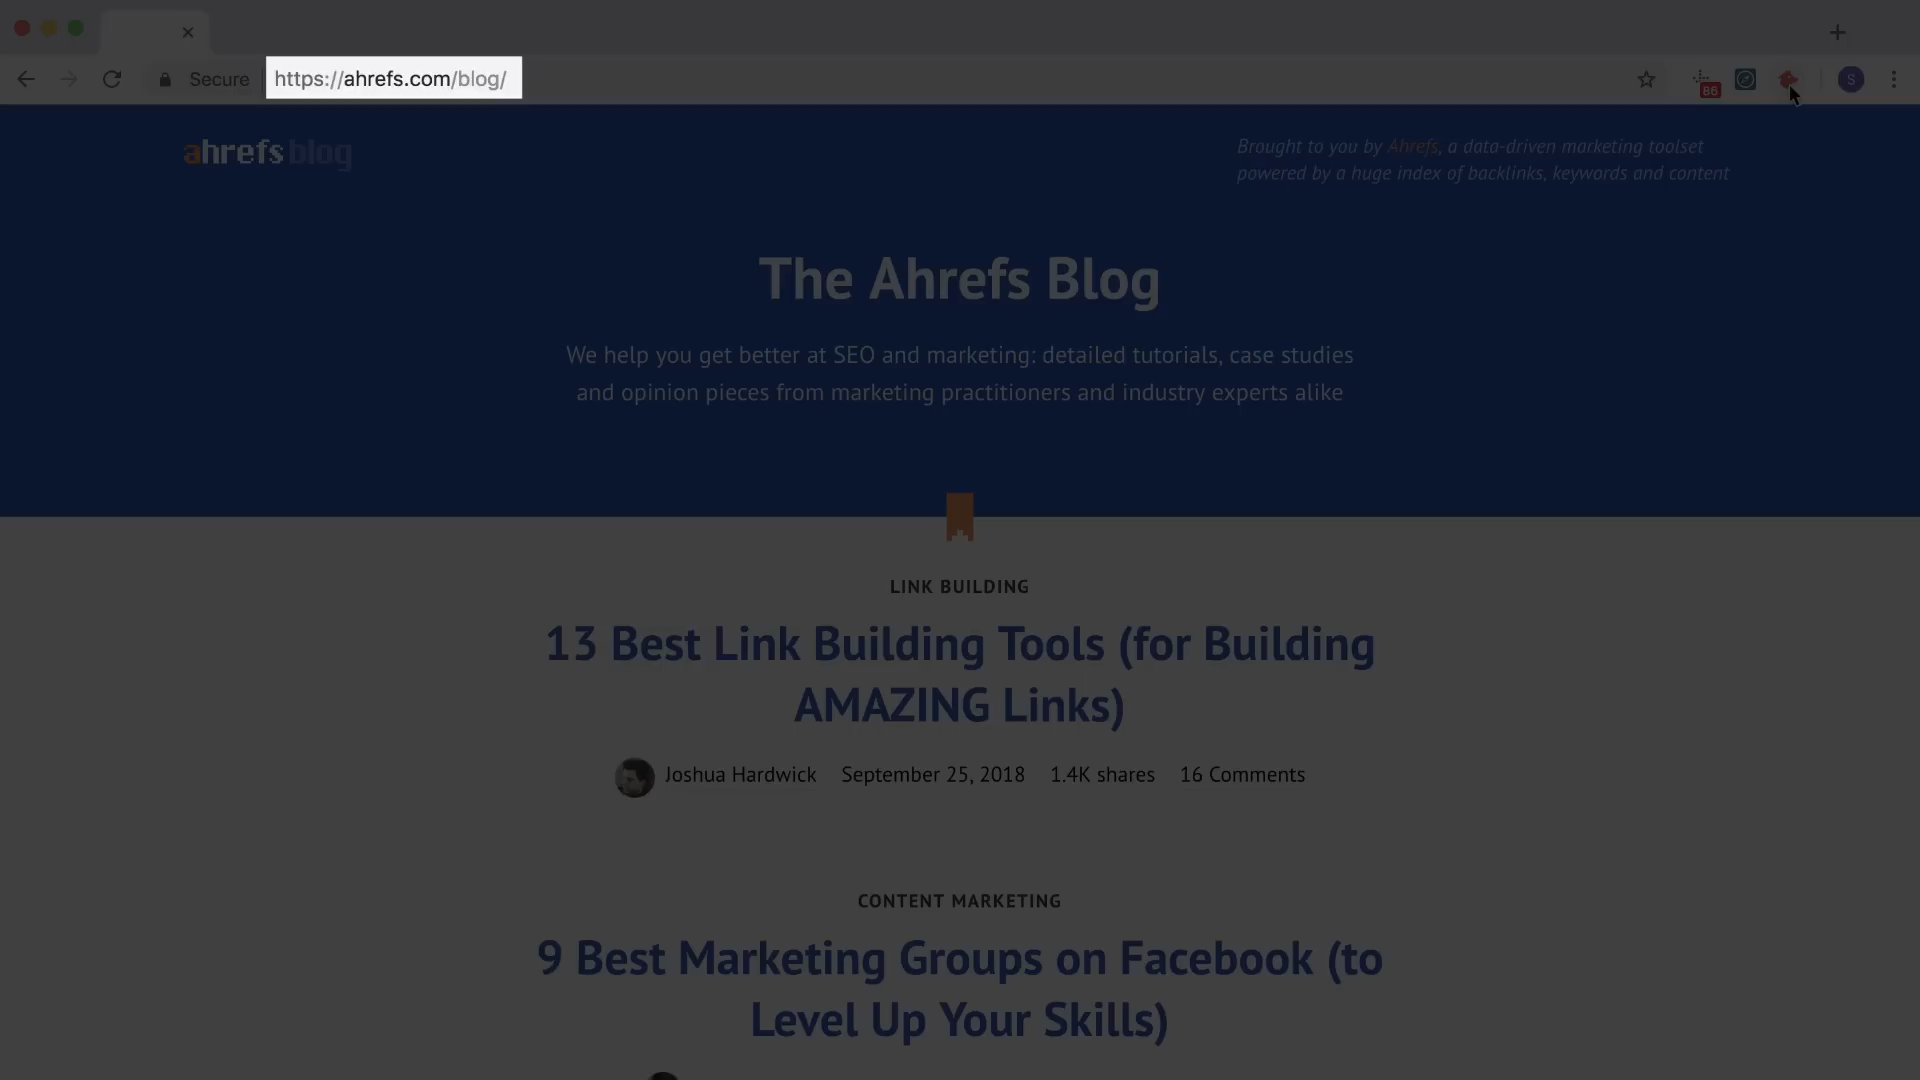 Secure
https://ahrefs.com/blog/
86
S
ahrefs blog
Brought to you by Ahrefs, a data-driven marketing toolset
powered by a huge index of backlinks, keywords and content
The Ahrefs Blog
We help you get better at SEO and marketing: detailed tutorials, case studies
and opinion pieces from marketing practitioners and industry experts alike
LINK BUILDING
13 Best Link Building Tools (for Building
AMAZING Links)
Joshua Hardwick September 25, 2018 1.4K shares 16 Comments
CONTENT MARKETING
9 Best Marketing Groups on Facebook (to
Level Up Your Skills)